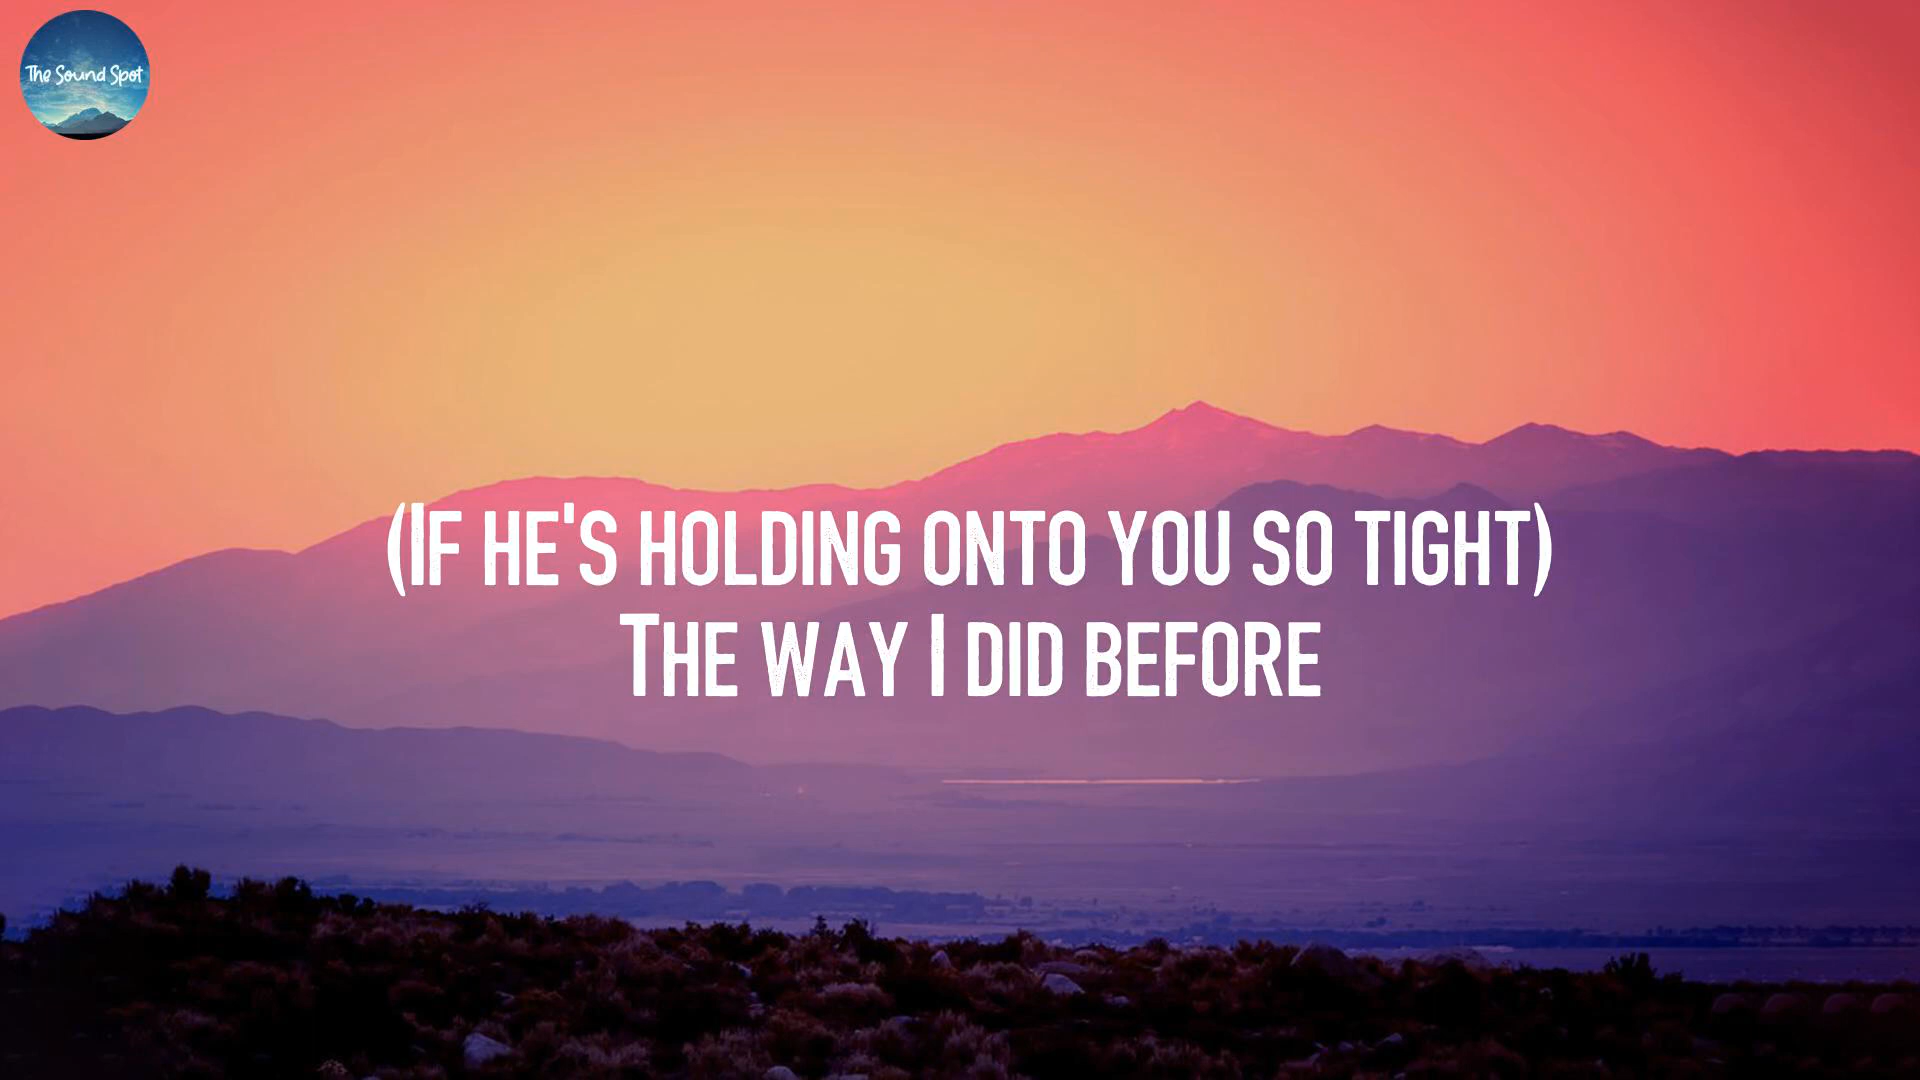 The Sound Spot
(If he's holding onto you so tight)
The way I did before